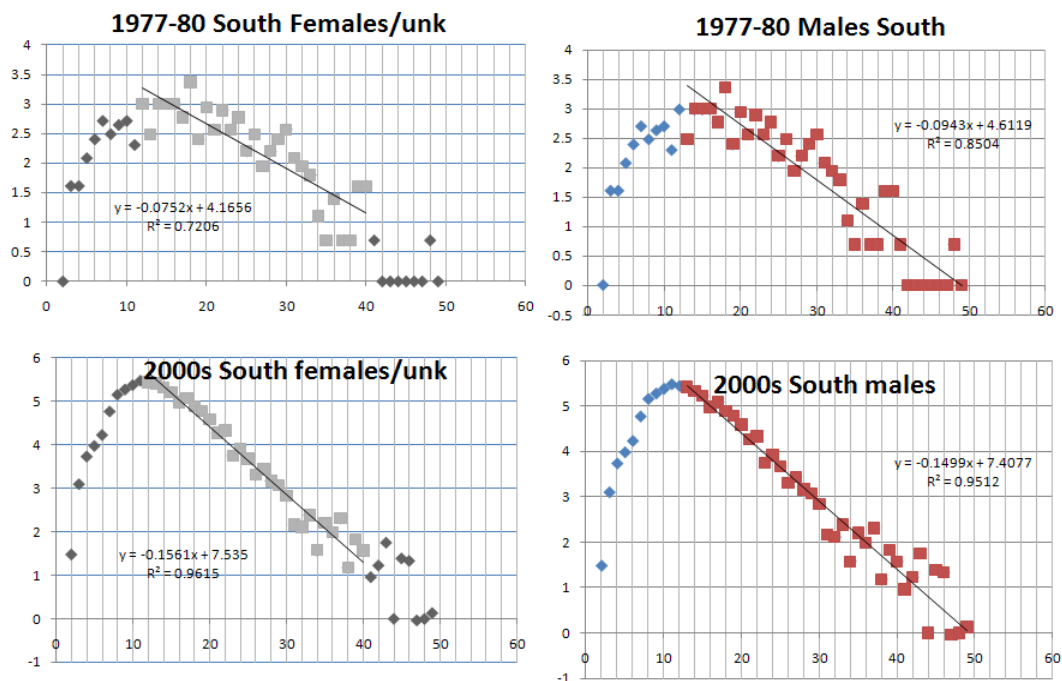 1977-80 South Females/unk
4
3.5
3
2.5
2
1.5
1
0.5
0
y = -0.0752x + 4.1656
R² = 0.7206
0 10 20 30 40 50 60
1977-80 Males South
4
3.5
3
2.5
2
1.5
1
0.5
0
-0.5
y = -0.0943x + 4.6119
R² = 0.8504
0 10 20 30 40 50 60
2000s South females/unk
6
5
4
3
2
1
0
-1
y = -0.1561x + 7.535
R² = 0.9615
0 10 20 30 40 50 60
2000s South males
6
5
4
3
2
1
0
-1
y = -0.1499x + 7.4077
R² = 0.9512
0 10 20 30 40 50 60